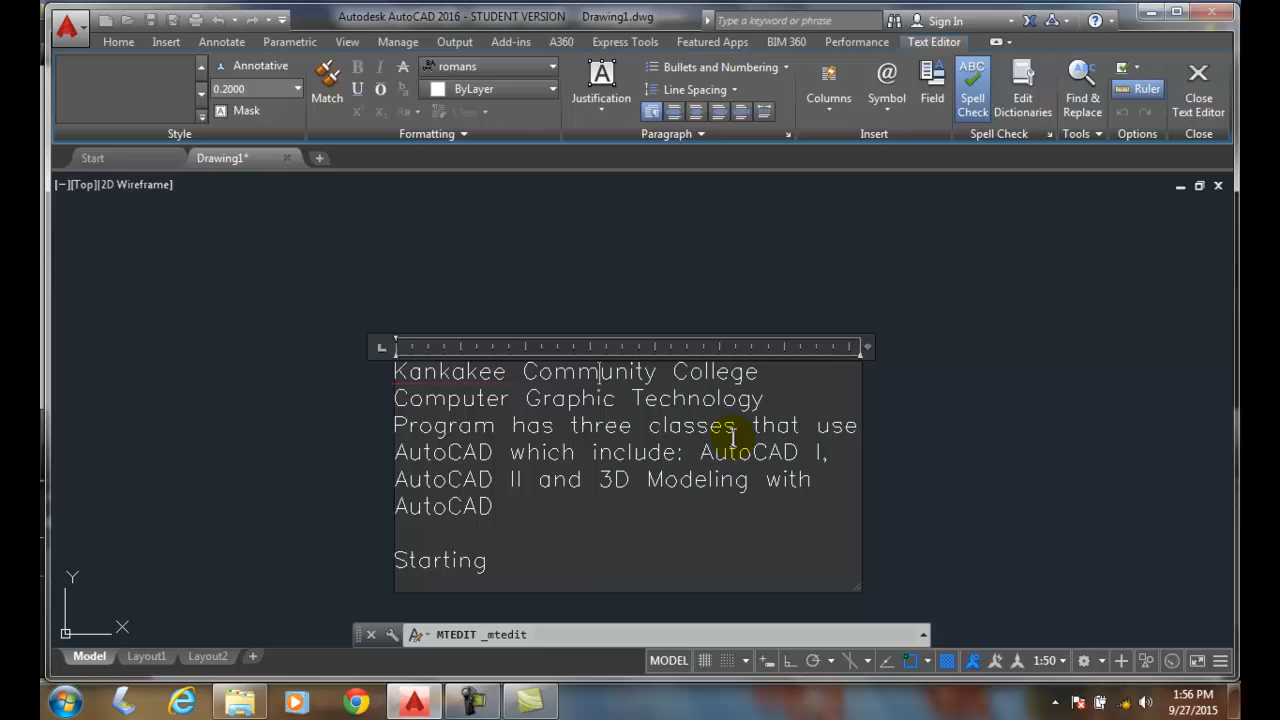 Autodesk AutoCAD 2016 - STUDENT VERSION Drawing1.dwg
Type a keyword or phrase
Sign In
Home Insert Annotate Parametric View Manage Output Add-ins A360 Express Tools Featured Apps BIM 360 Performance Text Editor
Annotative
0.2000
Mask
Style
Match
B I A
romans
U O
ByLayer
Clean
Formatting
A
Justification
Bullets and Numbering
Line Spacing
Paragraph
Columns
@
Symbol
Field
Insert
ABC
Spell
Check
Edit
Dictionaries
Spell Check
Find &
Replace
Tools
Ruler
Options
Close
Text Editor
Close
Start Drawing1*
[−][Top][2D Wireframe]
Kankakee Community College
Computer Graphic Technology
Program has three classes that use
AutoCAD which include: AutoCAD I,
AutoCAD II and 3D Modeling with
AutoCAD
Starting
Y
X
MTEDIT _mtedit
Model Layout1 Layout2
MODEL 1:50
1:56 PM
9/27/2015